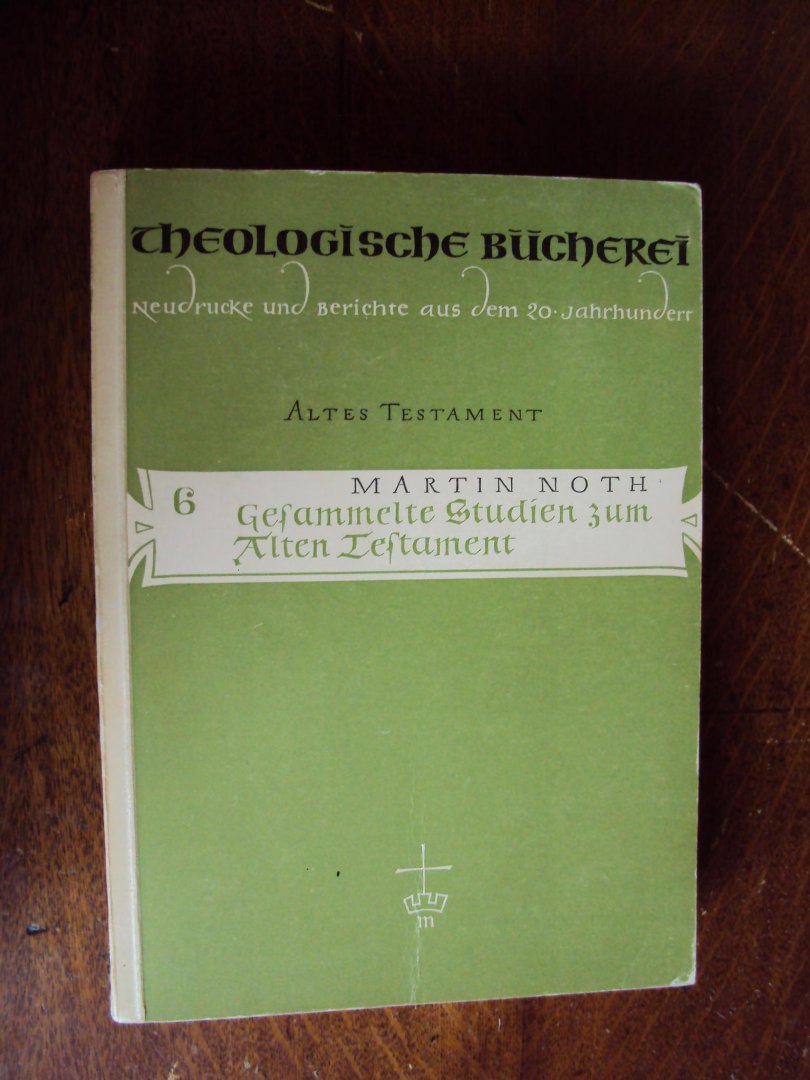 Theologische Bücherei
Neudrucke und Berichte aus dem 20. Jahrhundert
ALTES TESTAMENT
MARTIN NOTH
6
Geſammelte Studien zum
Alten Teſtament
m